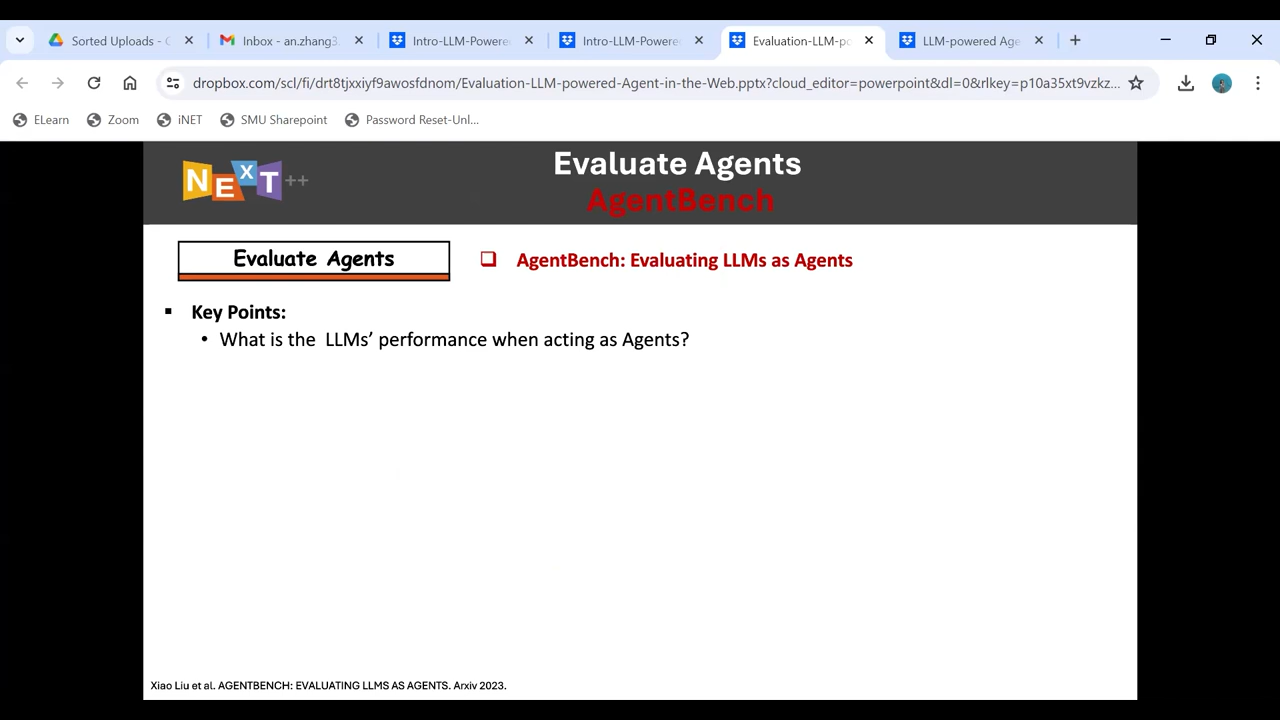 Sorted Uploads - G
Inbox - an.zhang3.
Intro-LLM-Powere
Intro-LLM-Powere
Evaluation-LLM-po
LLM-powered Age
dropbox.com/scl/fi/drt8tjxxiyf9awosfdnom/Evaluation-LLM-powered-Agent-in-the-Web.pptx?cloud_editor=powerpoint&dl=0&rlkey=p10a35xt9vzkz...
ELearn
Zoom
iNET
SMU Sharepoint
Password Reset-Unl...
NEXT++
Evaluate Agents
AgentBench
Evaluate Agents
❑ AgentBench: Evaluating LLMs as Agents
▪ Key Points:
• What is the LLMs’ performance when acting as Agents?
Xiao Liu et al. AGENTBENCH: EVALUATING LLMS AS AGENTS. Arxiv 2023.